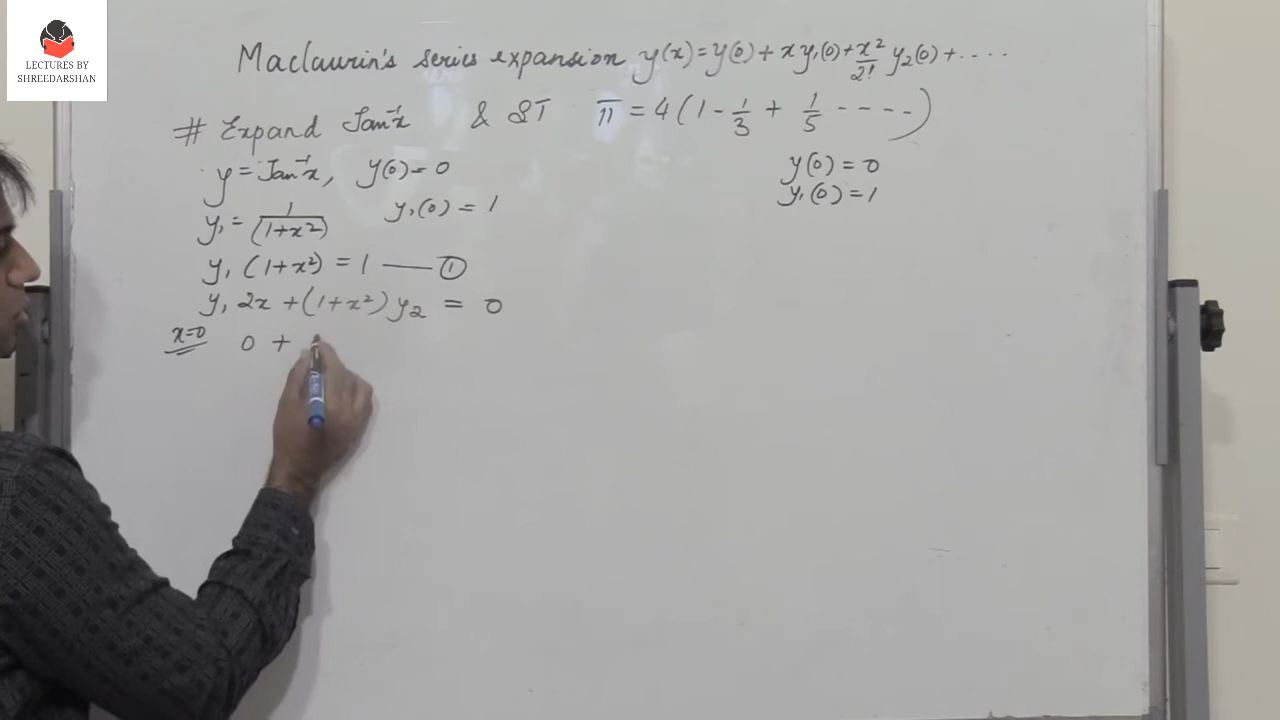 LECTURES BY
SHREEDARSHAN
Maclaurin's series expansion y(x) = y(0) + x y₁(0) + x²/2! y₂(0) + ....
# Expand Tan⁻¹x & ST π = 4 (1 - 1/3 + 1/5 ----)
y = Tan⁻¹x, y(0) = 0
y(0) = 0
y₁ = 1/(1+x²) y₁(0) = 1
y₁(0) = 1
y₁ (1+x²) = 1 —— ①
y₁ 2x + (1+x²) y₂ = 0
x=0 0 +